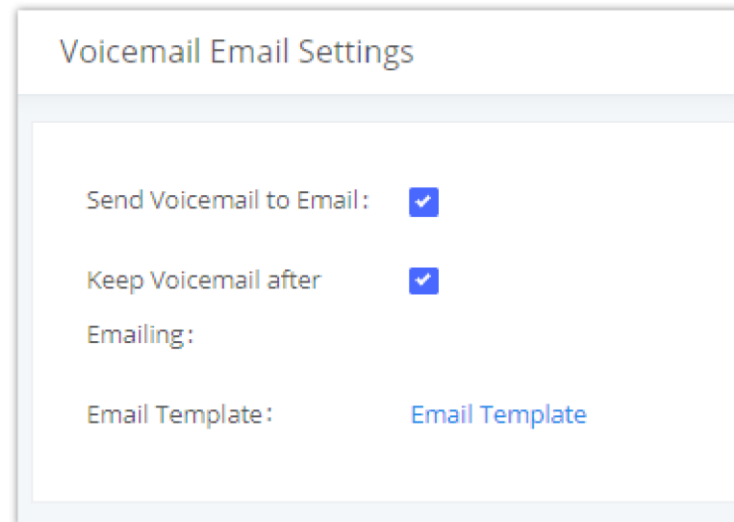 Voicemail Email Settings
Send Voicemail to Email:
Keep Voicemail after
Emailing:
Email Template: Email Template